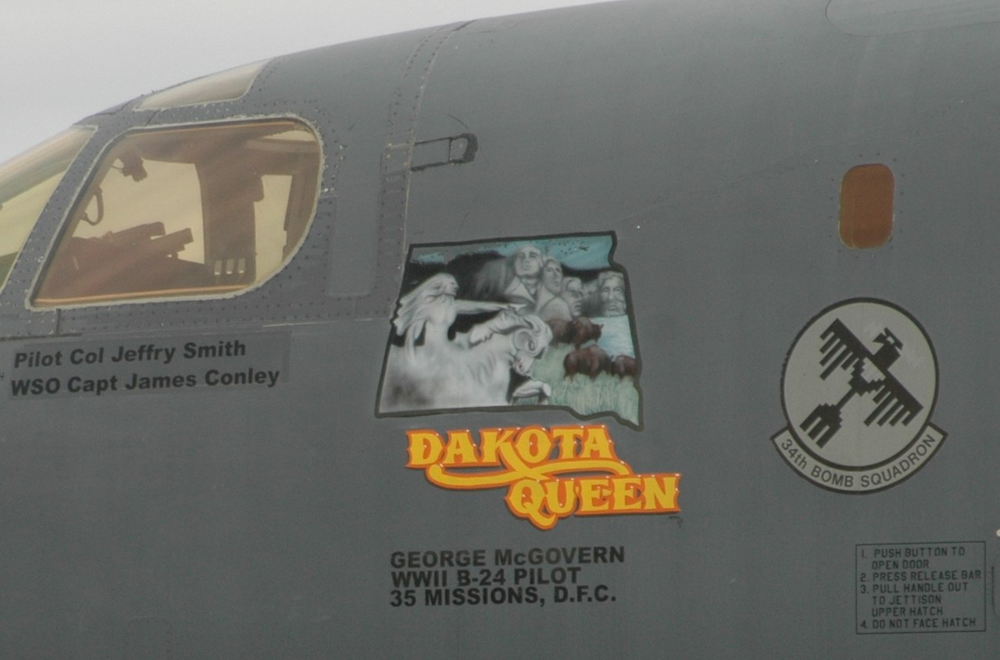 Pilot Col Jeffry Smith
WSO Capt James Conley
DAKOTA
QUEEN
GEORGE McGOVERN
WWII B-24 PILOT
35 MISSIONS, D.F.C.
34th BOMB SQUADRON
1. PUSH BUTTON TO
OPEN DOOR
2. PRESS RELEASE BAR
3. PULL HANDLE OUT
TO JETTISON
UPPER HATCH
4. DO NOT FACE HATCH